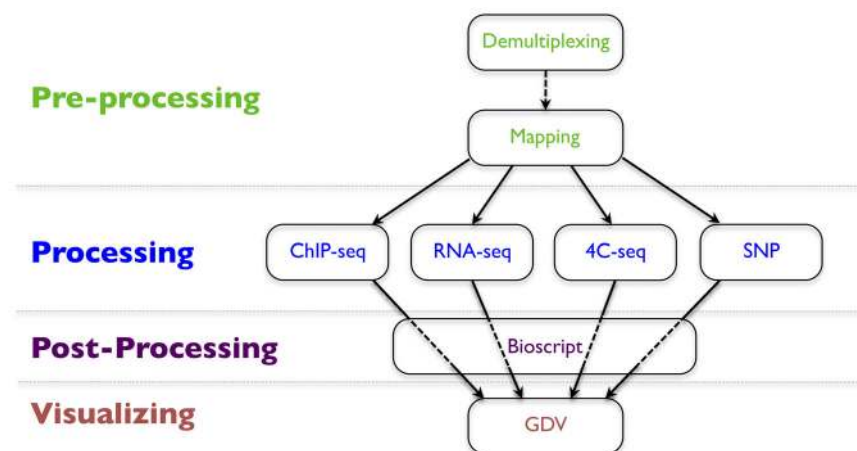 Demultiplexing
Pre-processing
Mapping
Processing
ChIP-seq
RNA-seq
4C-seq
SNP
Post-Processing
Bioscript
Visualizing
GDV